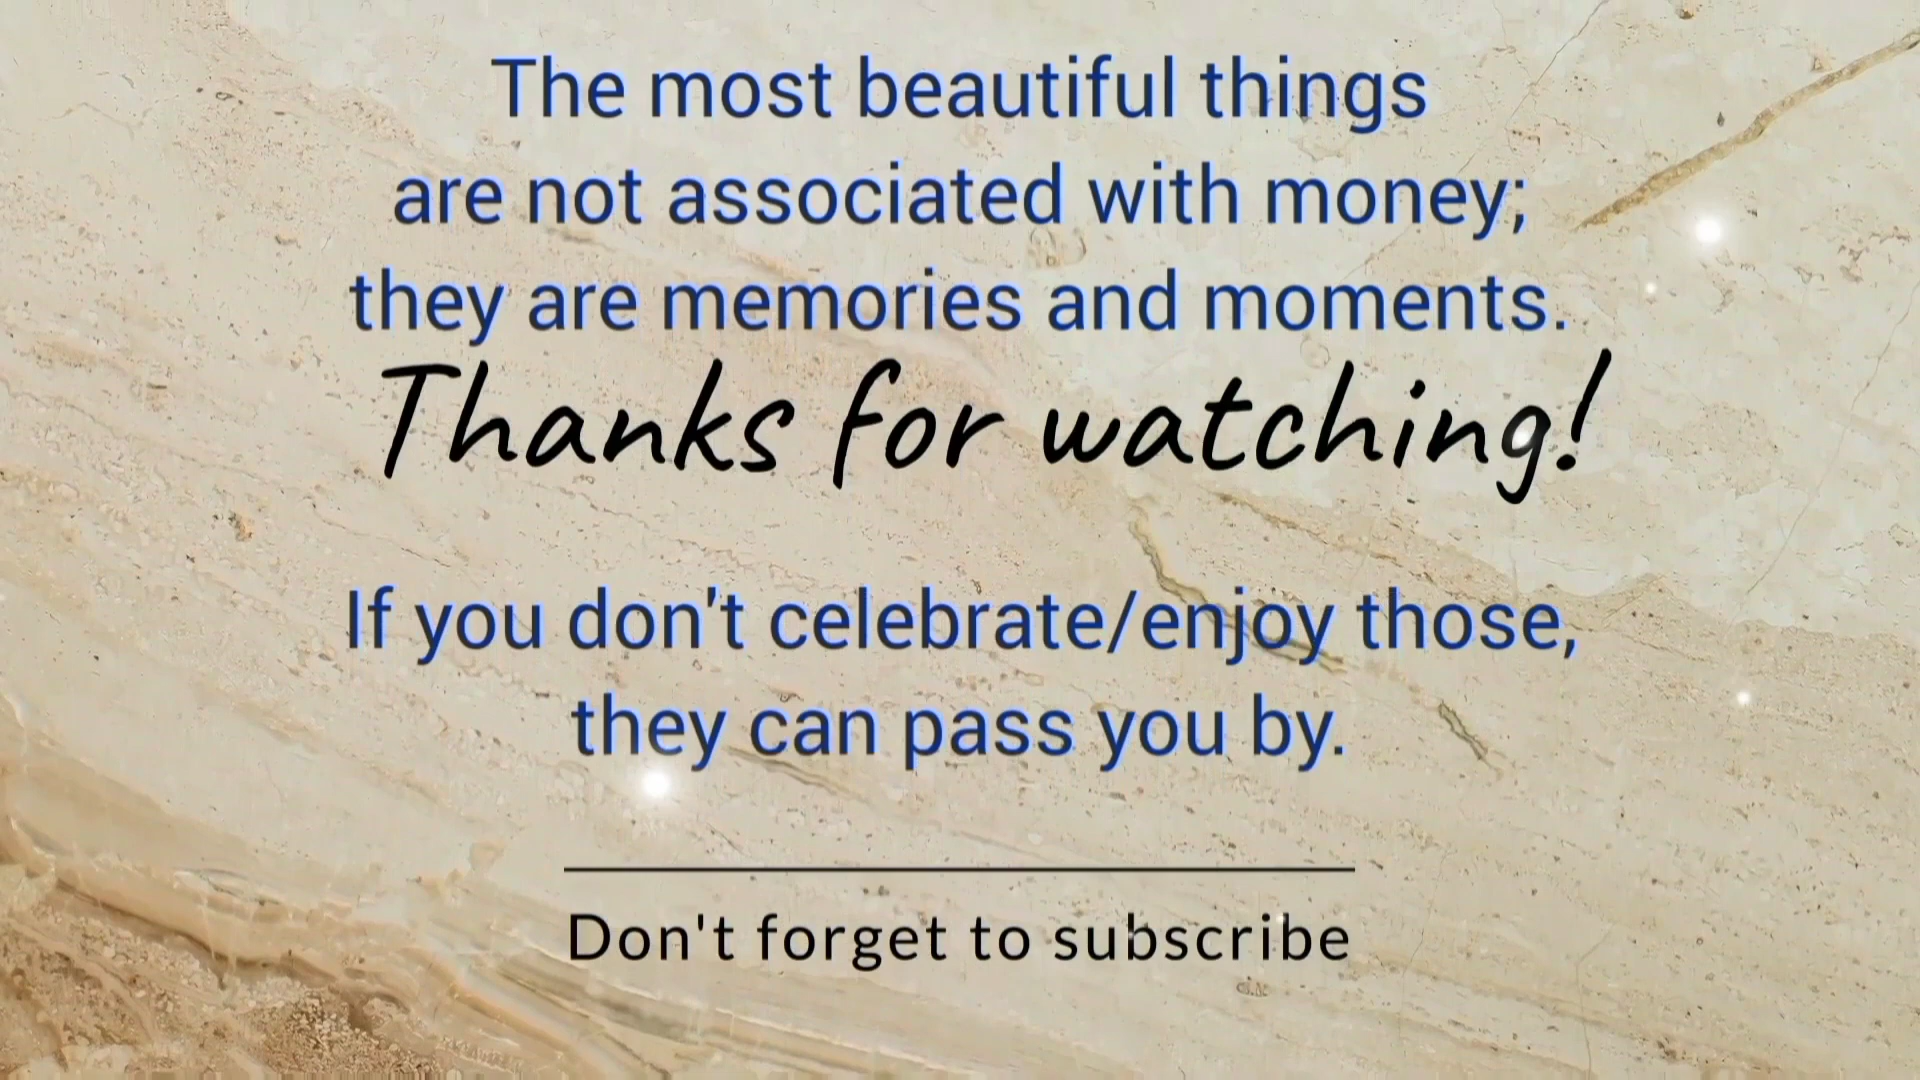 The most beautiful things
are not associated with money;
they are memories and moments.
Thanks for watching!
If you don't celebrate/enjoy those,
they can pass you by.
Don't forget to subscribe